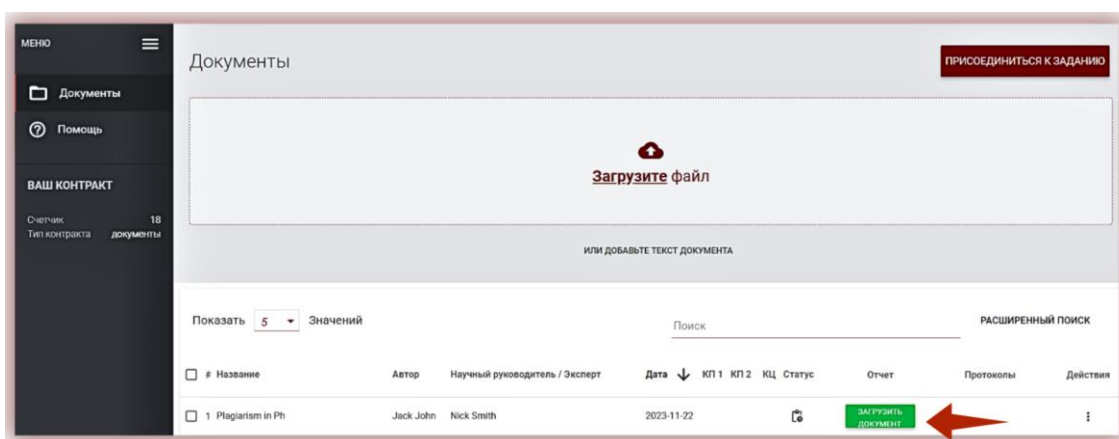 МЕНЮ
Документы
Помощь
ВАШ КОНТРАКТ
Счетчик 18
Тип контракта документы
Документы
ПРИСОЕДИНИТЬСЯ К ЗАДАНИЮ
Загрузите файл
ИЛИ ДОБАВЬТЕ ТЕКСТ ДОКУМЕНТА
Показать 5 Значений
Поиск
РАСШИРЕННЫЙ ПОИСК
# Название Автор Научный руководитель / Эксперт Дата КП 1 КП 2 КЦ Статус Отчет Протоколы Действия
1 Plagiarism in Ph Jack John Nick Smith 2023-11-22 ЗАГРУЗИТЬ
ДОКУМЕНТ